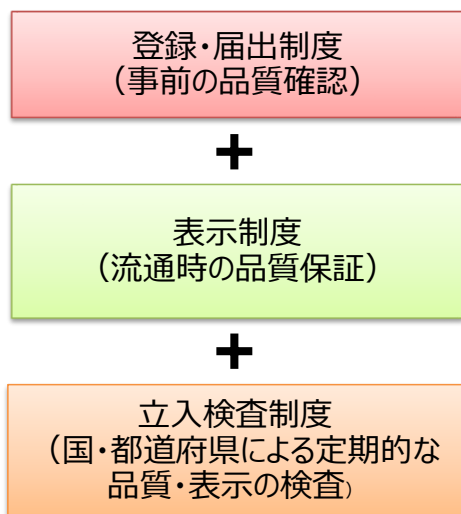 登録・届出制度
（事前の品質確認）
+
表示制度
（流通時の品質保証）
+
立入検査制度
（国・都道府県による定期的な
品質・表示の検査）